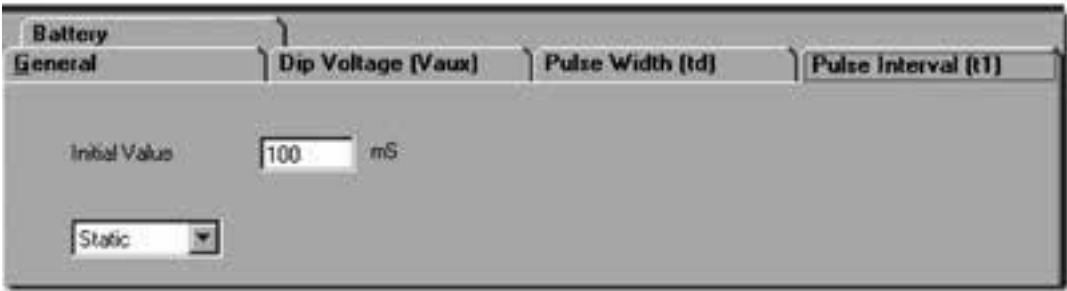 Battery
General Dip Voltage (Vaux) Pulse Width (td) Pulse Interval (t1)
Initial Value 100 mS
Static